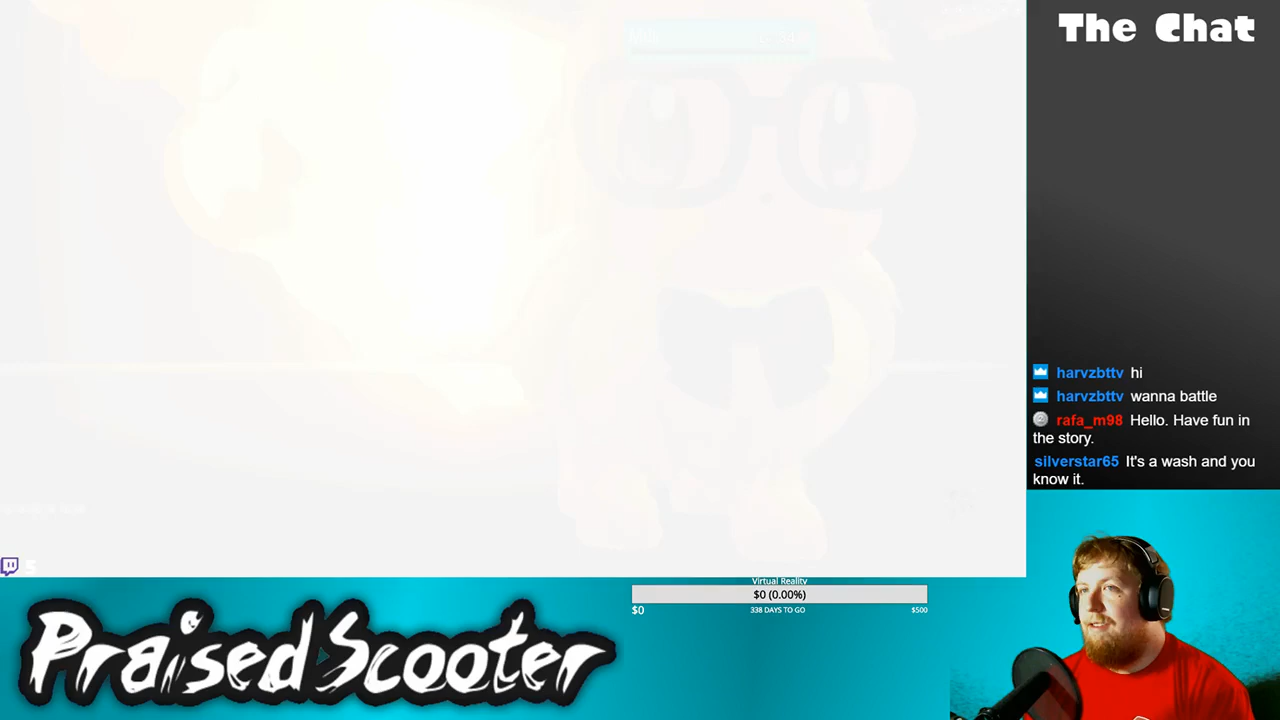 The Chat
harvzbttv hi
harvzbttv wanna battle
rafa_m98 Hello. Have fun in
the story.
silverstar65 It's a wash and you
know it.
5
PraisedScooter
Virtual Reality
$0 (0.00%)
$0 338 DAYS TO GO $500